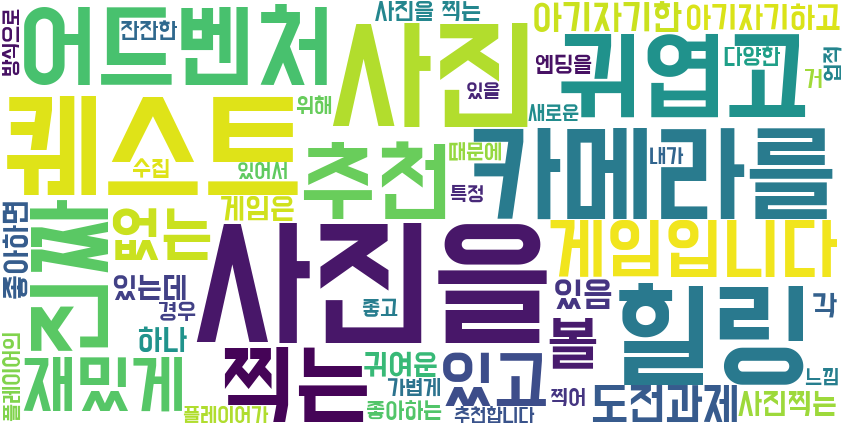 방식으로
어드벤처
잔잔한
사진을 찍는
사진
있을
아기자기한
아기자기하고
엔딩을
귀엽고
다양한
거
업적
퀘스트
위해
새로운
카메라를
수집
있어서
추천
때문에
특정
내가
좋아하면
진짜
없는
게임은
사진을
게임입니다
있는데
경우
좋고
있음
힐링
각
하나
볼
플레이어의
재밌게
찍는
귀여운
있고
가볍게
찍어
느낌
도전과제
사진찍는
플레이어가
좋아하는
추천합니다